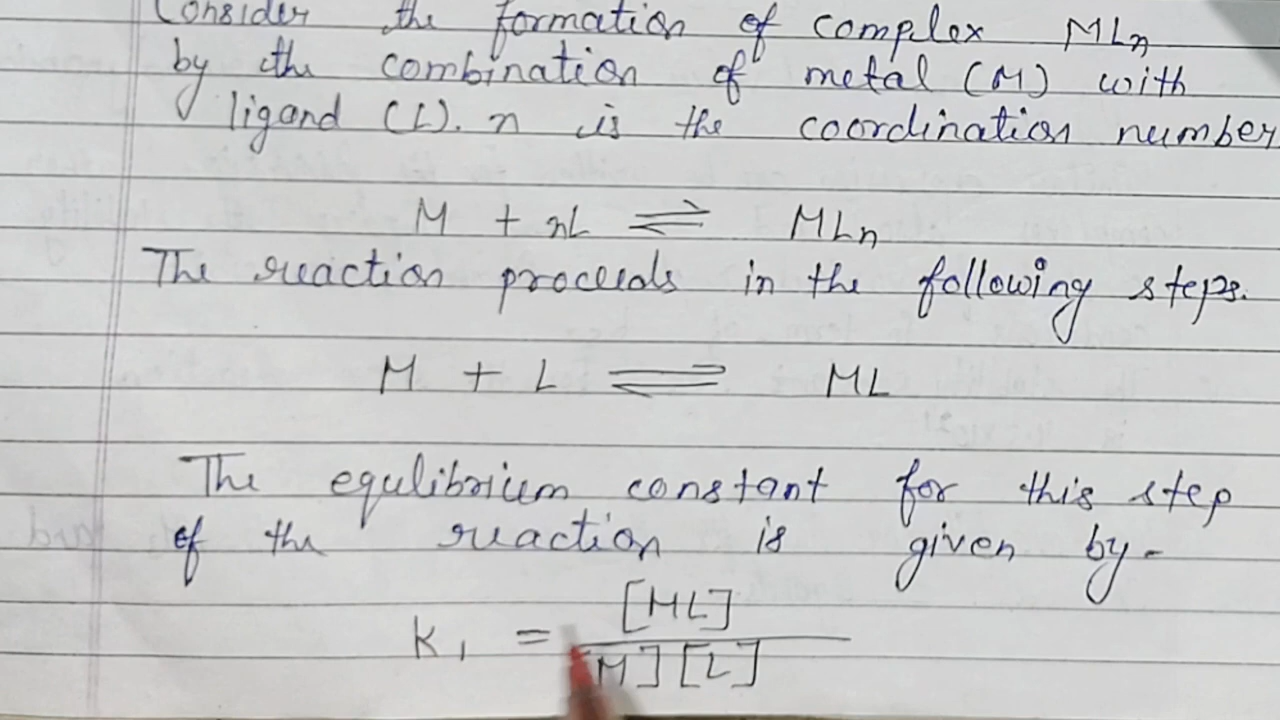 Consider the formation of complex MLn
by the combination of metal (M) with
ligand (L). n is the coordination number
M + nL ⇌ MLn
The reaction proceeds in the following steps.
M + L ⇌ ML
The equlibrium constant for this step
of the reaction is given by-
K1 = [ML]
[M][L]